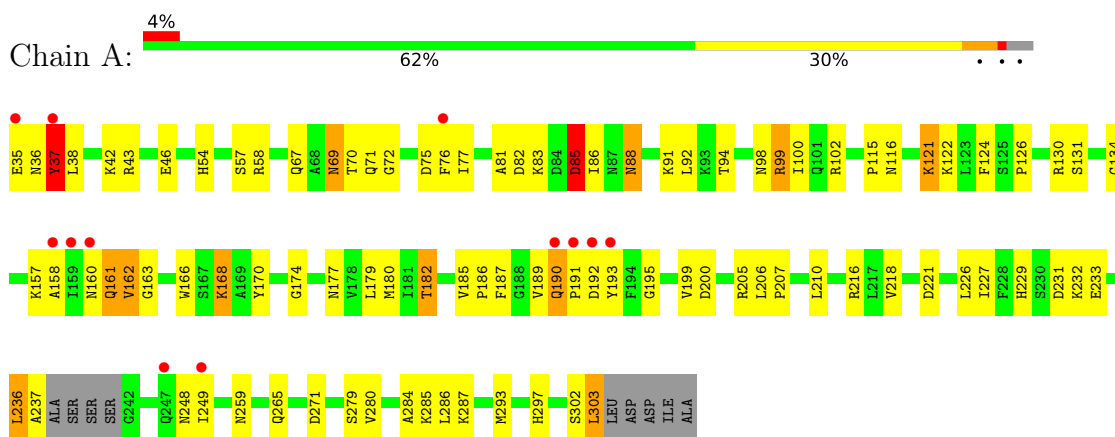 4%
Chain A:
62% 30% • • •
E35 N36 Y37 L38 K42 R43 E46 H54 S57 R58 Q67 A68 N69 T70 Q71 G72 D75 F76 I77 A81 D82 K83 D84 D85 I86 N87 N88 K91 L92 K93 T94 N98 R99 I100 Q101 R102 P115 N116 K121 K122 L123 F124 S125 P126 R130 S131 G134
K157 A158 I159 N160 Q161 V162 G163 W166 S167 K168 A169 Y170 G174 N177 V178 L179 M180 I181 T182 V185 P186 F187 G188 V189 Q190 P191 D192 Y193 F194 G195 V199 D200 R205 L206 P207 L210 R216 L217 V218 D221 L226 I227 F228 H229 S230 D231 K232 E233
L236 A237 ALA SER SER SER G242 Q247 N248 I249 N259 Q265 D271 S279 V280 A284 K285 L286 K287 M293 H297 S302 L303 LEU ASP ASP ILE ALA